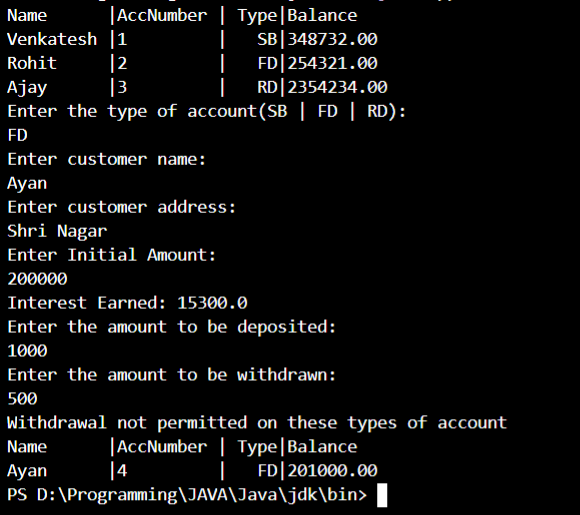 Name      |AccNumber | Type|Balance
Venkatesh |1         |   SB|348732.00
Rohit     |2         |   FD|254321.00
Ajay      |3         |   RD|2354234.00
Enter the type of account(SB | FD | RD):
FD
Enter customer name:
Ayan
Enter customer address:
Shri Nagar
Enter Initial Amount:
200000
Interest Earned: 15300.0
Enter the amount to be deposited:
1000
Enter the amount to be withdrawn:
500
Withdrawal not permitted on these types of account
Name      |AccNumber | Type|Balance
Ayan      |4         |   FD|201000.00
PS D:\Programming\JAVA\Java\jdk\bin>